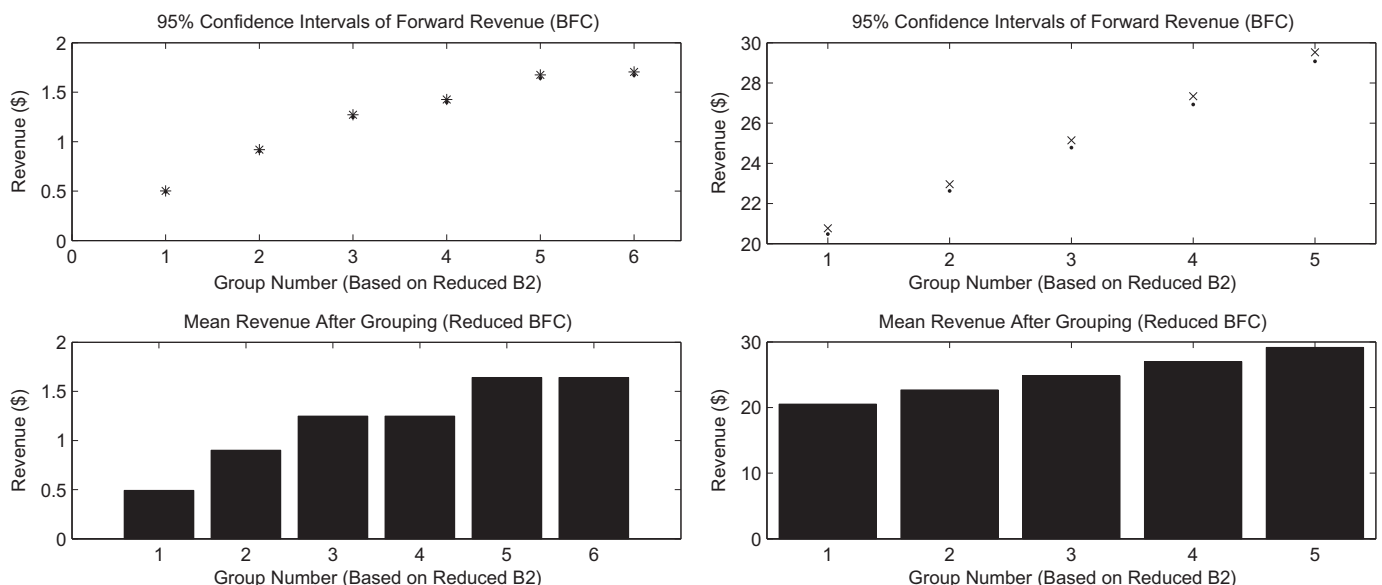 95% Confidence Intervals of Forward Revenue (BFC)
2
1.5
1
0.5
0
Revenue ($)
0 1 2 3 4 5 6
Group Number (Based on Reduced B2)
95% Confidence Intervals of Forward Revenue (BFC)
30
28
26
24
22
20
Revenue ($)
1 2 3 4 5
Group Number (Based on Reduced B2)
Mean Revenue After Grouping (Reduced BFC)
2
1.5
1
0.5
0
Revenue ($)
1 2 3 4 5 6
Group Number (Based on Reduced B2)
Mean Revenue After Grouping (Reduced BFC)
30
20
10
0
Revenue ($)
1 2 3 4 5
Group Number (Based on Reduced B2)